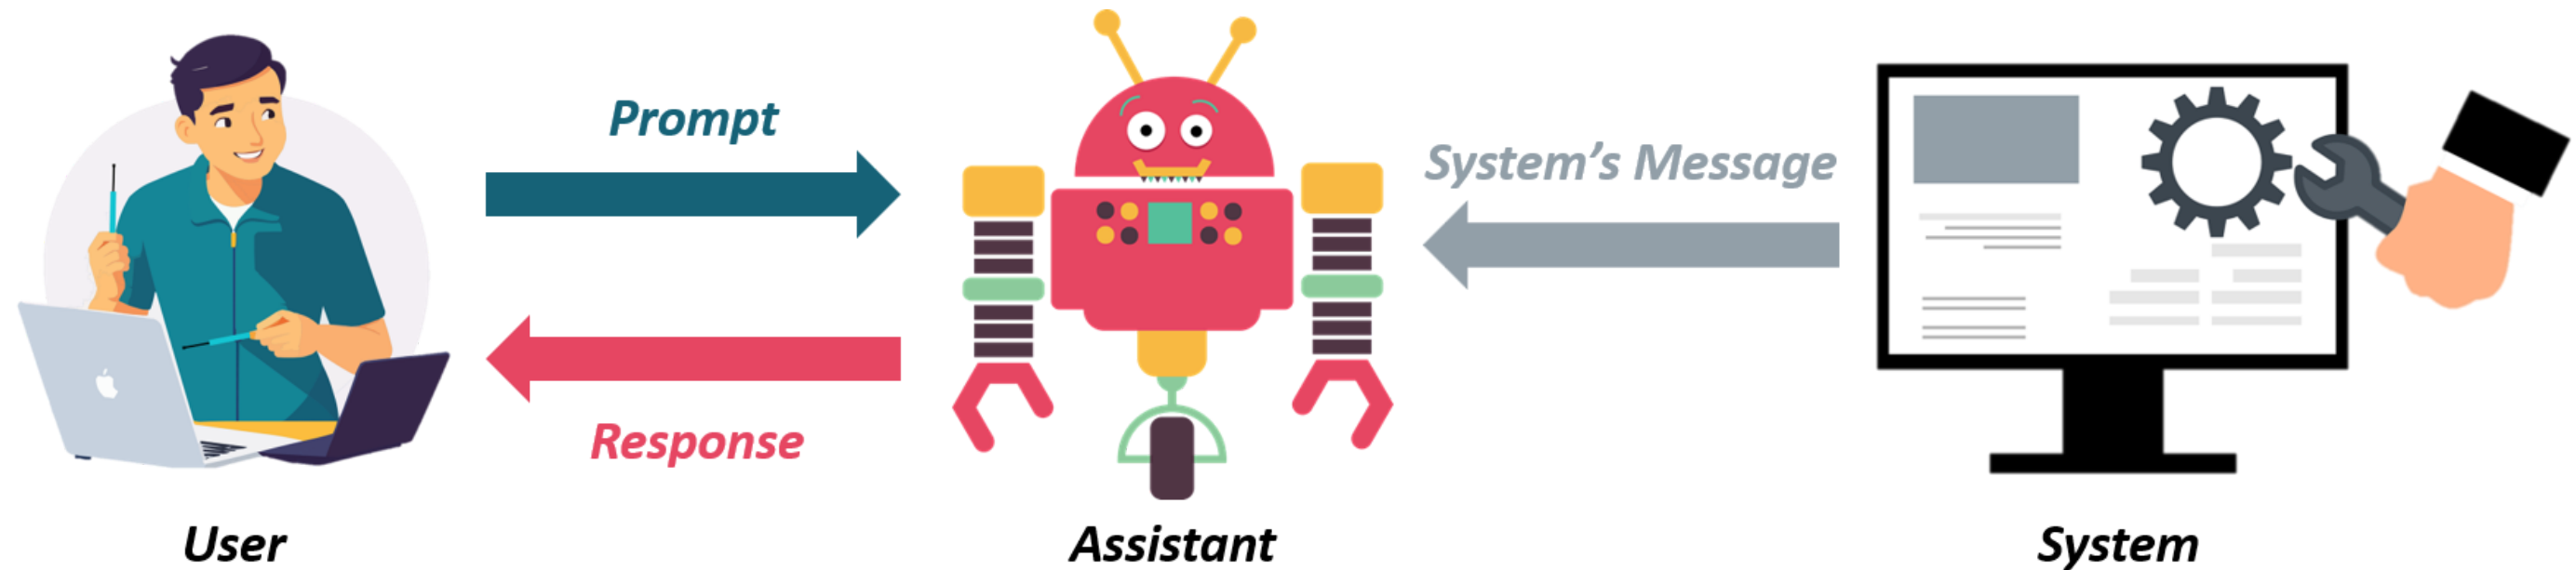 Prompt
System's Message
Response
User
Assistant
System